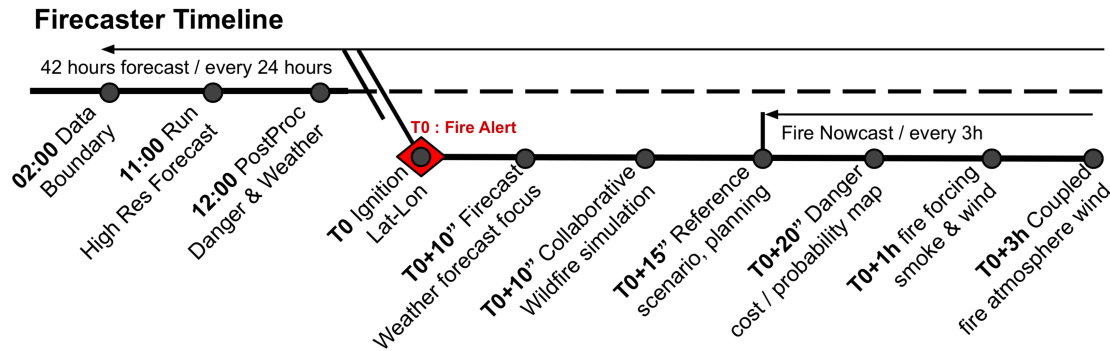 Firecaster Timeline
42 hours forecast / every 24 hours
02:00 Data
Boundary
11:00 Run
High Res Forecast
12:00 PostProc
Danger & Weather
T0 : Fire Alert
T0 Ignition
Lat-Lon
T0+10” Firecast
Weather forecast focus
T0+10” Collaborative
Wildfire simulation
Fire Nowcast / every 3h
T0+15” Reference
scenario, planning
T0+20” Danger
cost / probability map
T0+1h fire forcing
smoke & wind
T0+3h Coupled
fire atmosphere wind